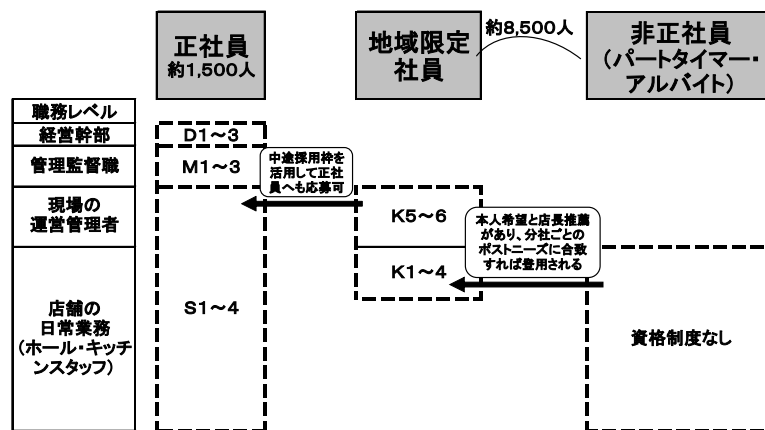 正社員
約1,500人
地域限定
社員
約8,500人
非正社員
(パートタイマー・
アルバイト)
職務レベル
経営幹部
D1～3
管理監督職
M1～3
中途採用枠を
活用して正社
員へも応募可
現場の
運営管理者
K5～6
本人希望と店長推薦
があり、分社ごとの
ポストニーズに合致
すれば登用される
K1～4
店舗の
日常業務
(ホール・キッチ
ンスタッフ)
S1～4
資格制度なし